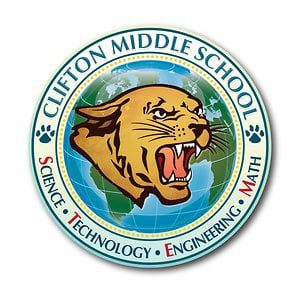 CLIFTON MIDDLE SCHOOL
SCIENCE • TECHNOLOGY • ENGINEERING • MATH